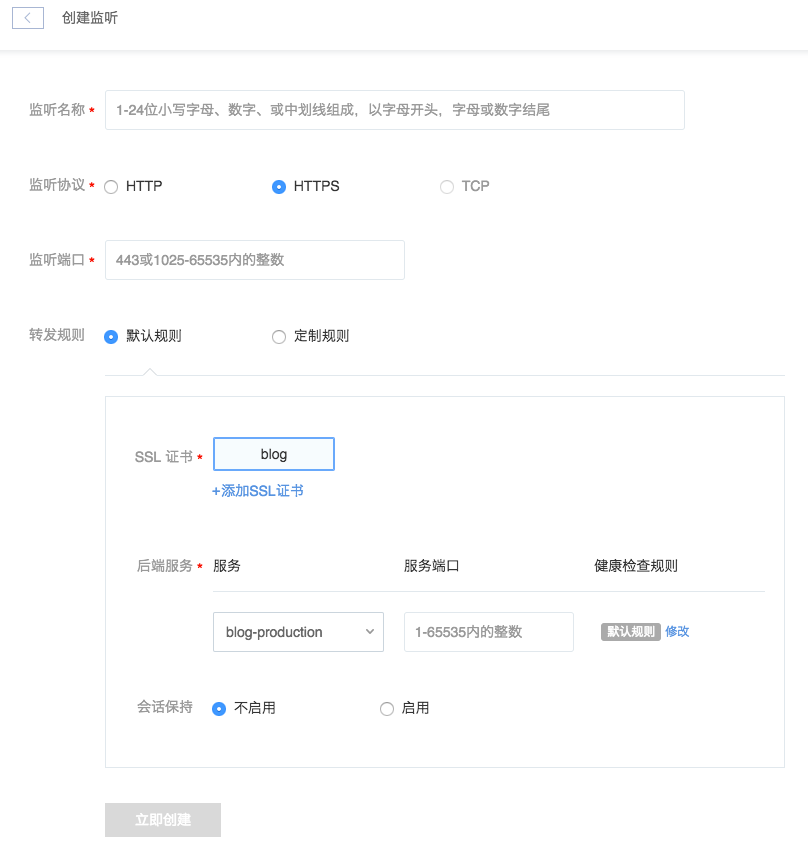 创建监听
监听名称 * 1-24位小写字母、数字、或中划线组成，以字母开头，字母或数字结尾
监听协议 * HTTP HTTPS TCP
监听端口 * 443或1025-65535内的整数
转发规则 默认规则 定制规则
SSL 证书 * blog
+添加SSL证书
后端服务 * 服务 服务端口 健康检查规则
blog-production 1-65535内的整数 默认规则 修改
会话保持 不启用 启用
立即创建